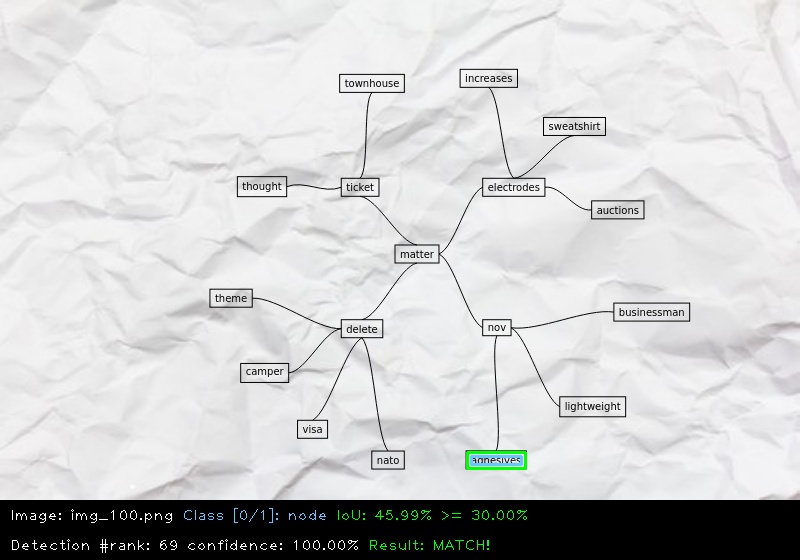 townhouse
increases
sweatshirt
thought
ticket
electrodes
auctions
matter
theme
businessman
delete
nov
camper
lightweight
visa
nato
Image: img_100.png Class [0/1]: node IoU: 45.99% >= 30.00%
Detection #rank: 69 confidence: 100.00% Result: MATCH!